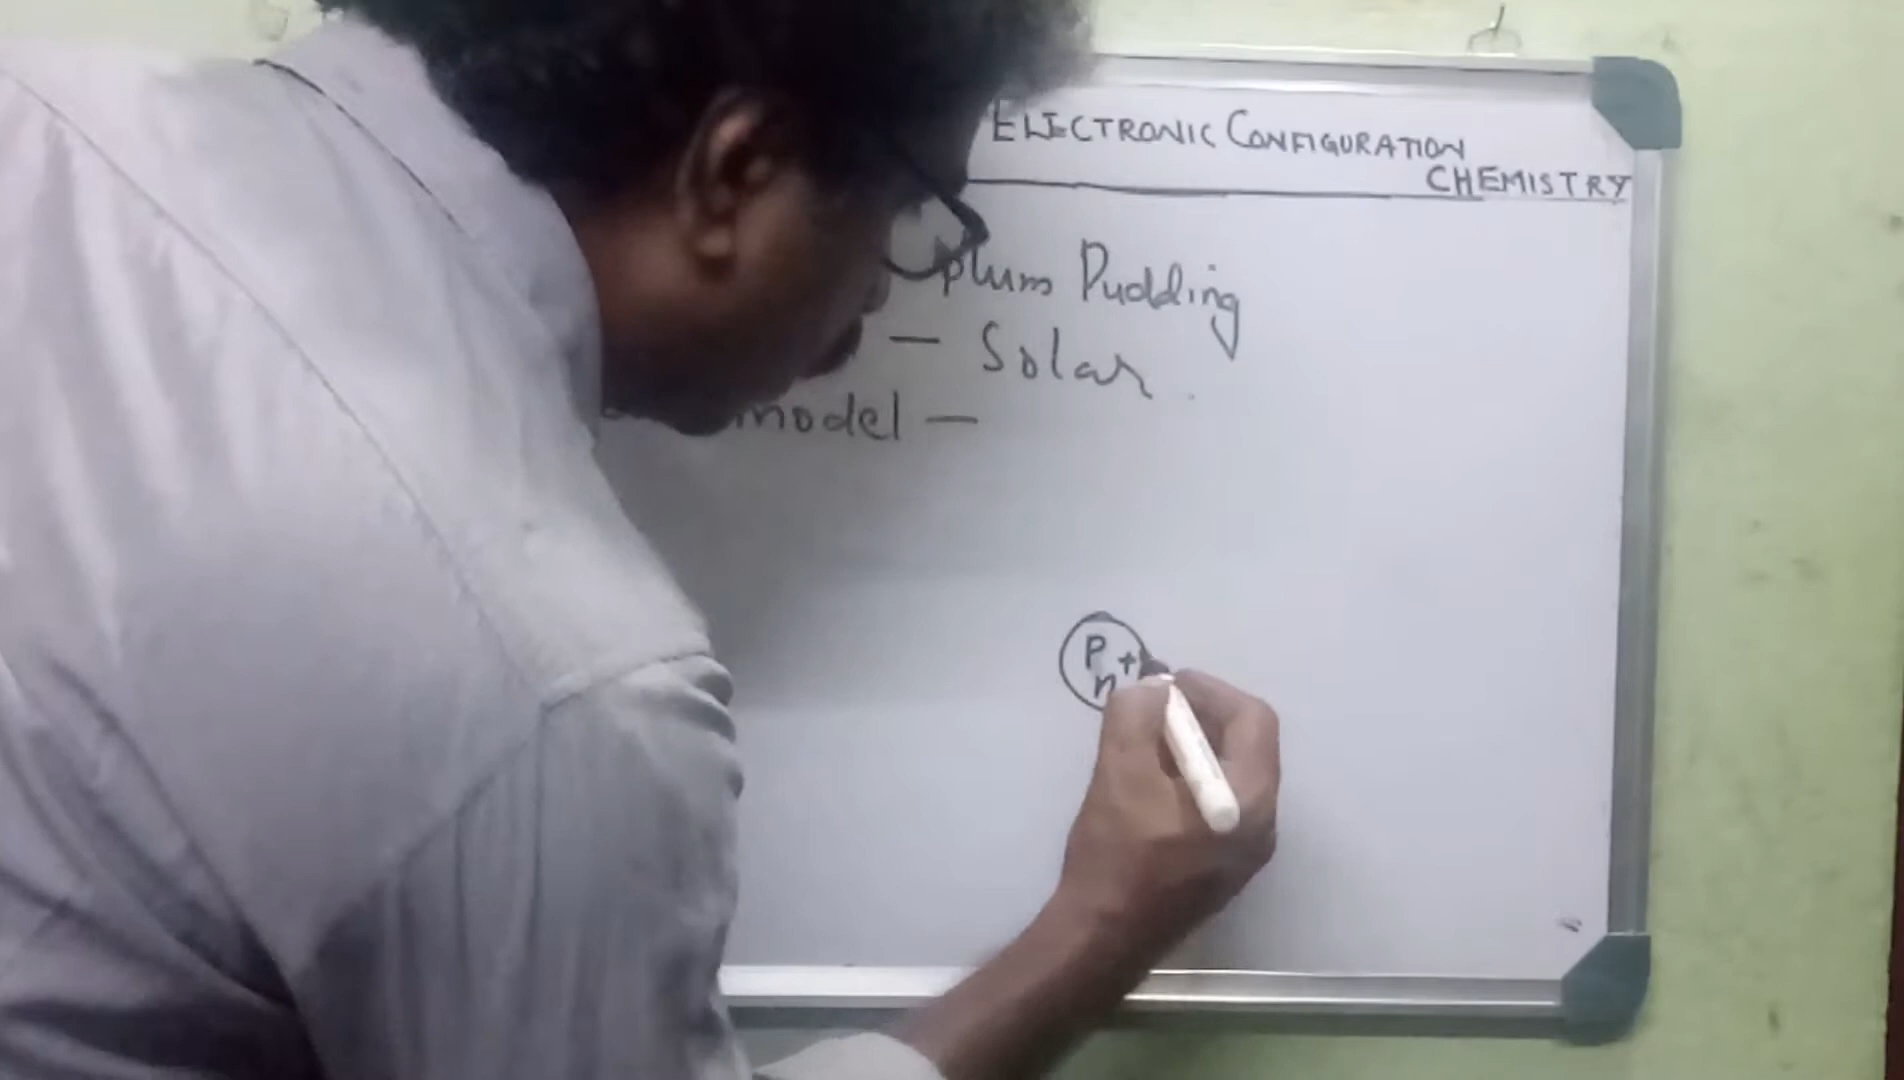 ELECTRONIC CONFIGURATION
CHEMISTRY
plum Pudding
- Solar
model -
P
n +